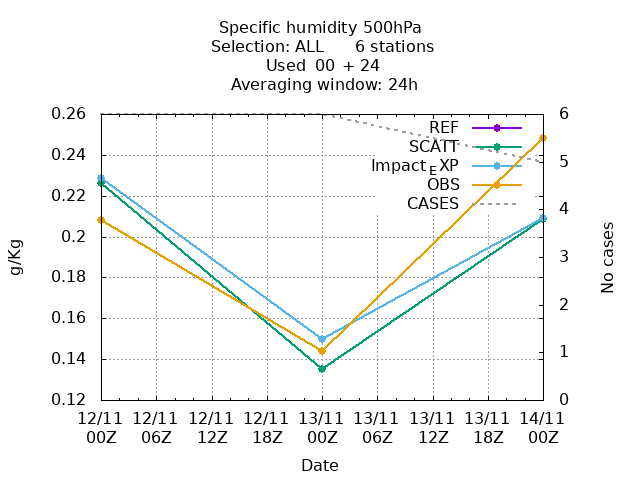 Specific humidity 500hPa
Selection: ALL 6 stations
Used 00 + 24
Averaging window: 24h
0.26
0.24
0.22
0.2
0.18
0.16
0.14
0.12
g/Kg
REF
SCATT
Impact_EXP
OBS
CASES
6
5
4
3
2
1
0
No cases
12/11 12/11 12/11 12/11 13/11 13/11 13/11 13/11 14/11
00Z 06Z 12Z 18Z 00Z 06Z 12Z 18Z 00Z
Date